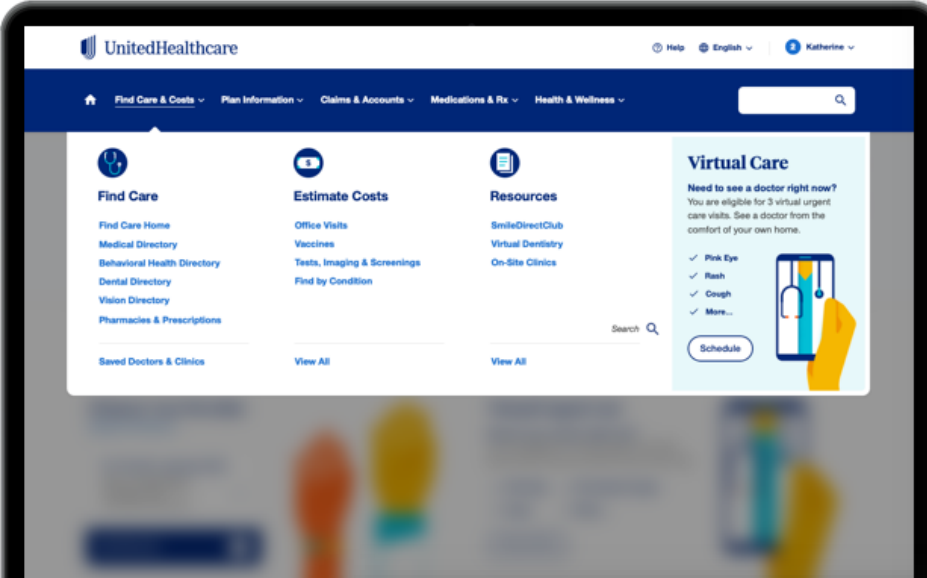 UnitedHealthcare
Help English 2 Katherine
Find Care & Costs Plan Information Claims & Accounts Medications & Rx Health & Wellness
Find Care
Find Care Home
Medical Directory
Behavioral Health Directory
Dental Directory
Vision Directory
Pharmacies & Prescriptions
Saved Doctors & Clinics
$
Estimate Costs
Office Visits
Vaccines
Tests, Imaging & Screenings
Find by Condition
View All
Resources
SmileDirectClub
Virtual Dentistry
On-Site Clinics
Search
View All
Virtual Care
Need to see a doctor right now?
You are eligible for 3 virtual urgent
care visits. See a doctor from the
comfort of your own home.
Pink Eye
Rash
Cough
More...
Schedule